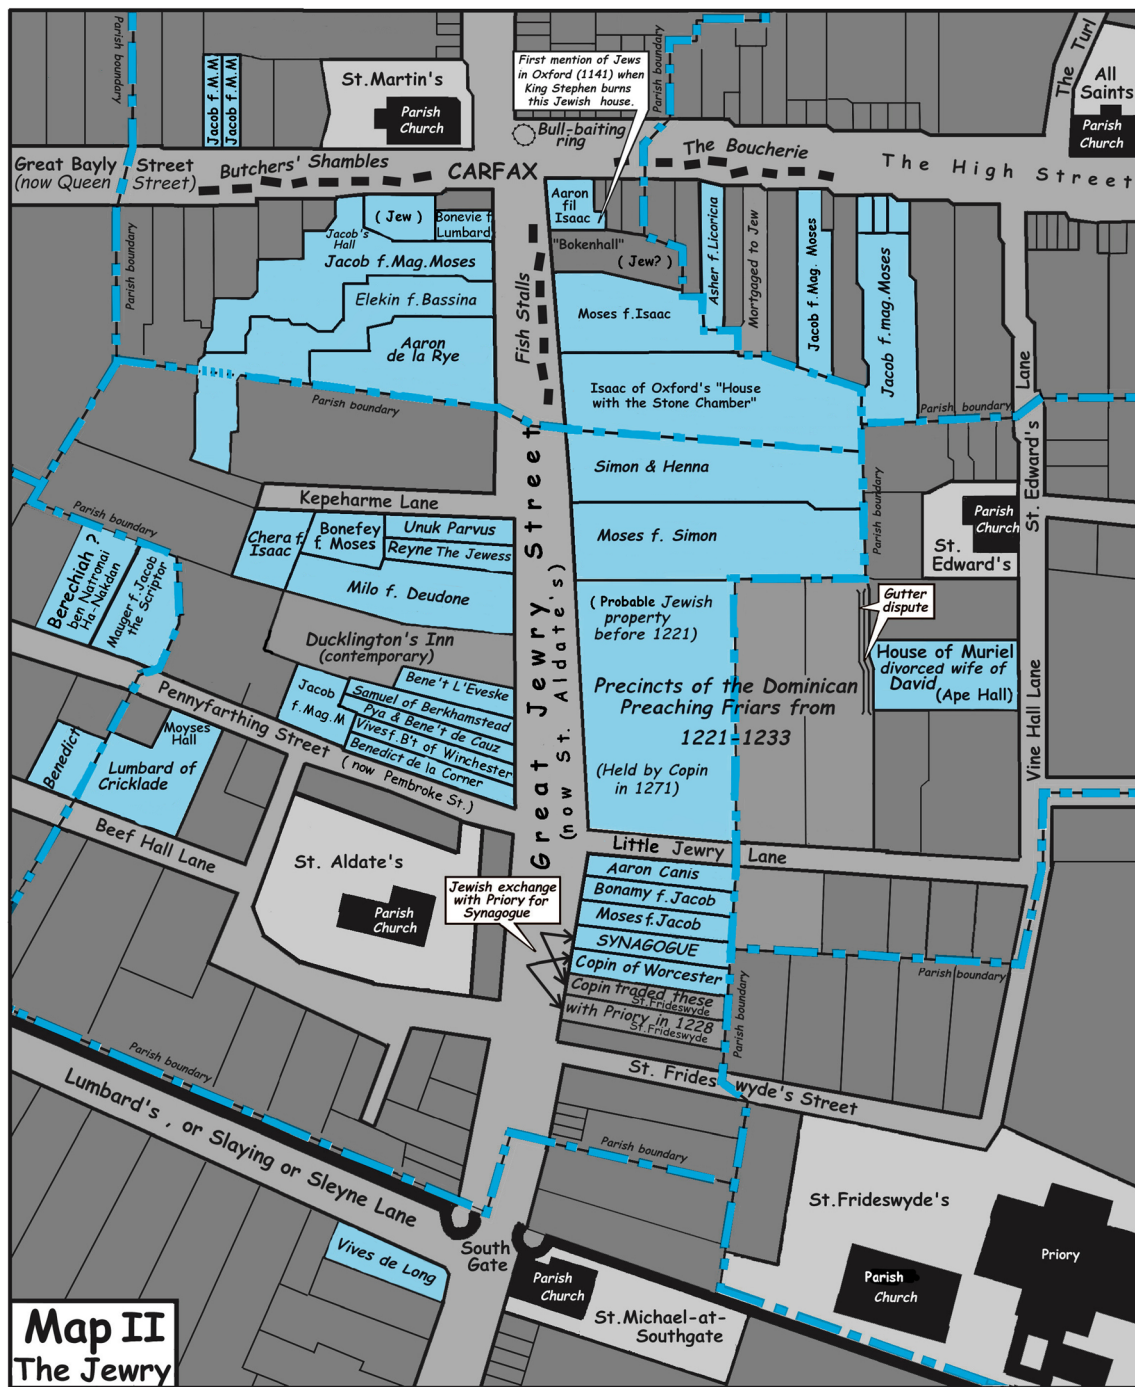 Parish boundary
Jacob f.M.M
Jacob f.M.M
St.Martin's
Parish
Church
First mention of Jews
in Oxford (1141) when
King Stephen burns
this Jewish house.
Parish boundary
The Turl
All
Saints
Parish
Church
Bull-baiting
ring
The Boucherie
The High Street
Great Bayly Street
(now Queen Street)
Butchers' Shambles
CARFAX
Parish boundary
Jacob's
Hall
( Jew )
Bonevie f
Lumbard
Jacob f.Mag.Moses
Elekin f.Bassina
Aaron
de la Rye
Fish Stalls
Aaron
fil
Isaac
"Bokenhall"
( Jew? )
Asher f.Licoricia
Mortgaged to Jew
Jacob f.Mag. Moses
Jacob f.mag.Moses
Moses f.Isaac
Isaac of Oxford's "House
with the Stone Chamber"
Parish boundary
Parish boundary
St. Edward's Lane
Simon & Henna
Parish boundary
Kepeharme Lane
Parish boundary
Chera f.
Isaac
Bonefey
f. Moses
Unuk Parvus
Reyne The Jewess
Milo f. Deudone
Moses f. Simon
Parish
Church
St.
Edward's
Berechiah ?
ben Natronai
Ha-Nakdan
Mauger f.Jacob
the Scriptor
Great Jewry Street
(now St. Aldate's)
( Probable Jewish
property
before 1221)
Gutter
dispute
Ducklington's Inn
(contemporary)
House of Muriel
divorced wife of
David
(Ape Hall)
Bene't L'Eveske
Jacob
f.Mag.M
Samuel of Berkhamstead
Pya & Bene't de Cauz
Vives f.B't of Winchester
Benedict de la Corner
Precincts of the Dominican
Preaching Friars from
1221-1233
Pennyfarthing Street
(now Pembroke St.)
Vine Hall Lane
Benedict
Moyses
Hall
Lumbard of
Cricklade
(Held by Copin
in 1271)
Beef Hall Lane
Little Jewry Lane
St. Aldate's
Parish
Church
Jewish exchange
with Priory for
Synagogue
Aaron Canis
Bonamy f.Jacob
Moses f.Jacob
SYNAGOGUE
Copin of Worcester
Copin traded these
St.Frideswyde
with Priory in 1228
St.Frideswyde
Parish boundary
Parish boundary
Parish boundary
St. Frideswyde's Street
Lumbard's, or Slaying or Sleyne Lane
Parish boundary
St.Frideswyde's
Priory
Parish
Church
South
Gate
Vives de Long
Parish
Church
St.Michael-at-
Southgate
Map II
The Jewry